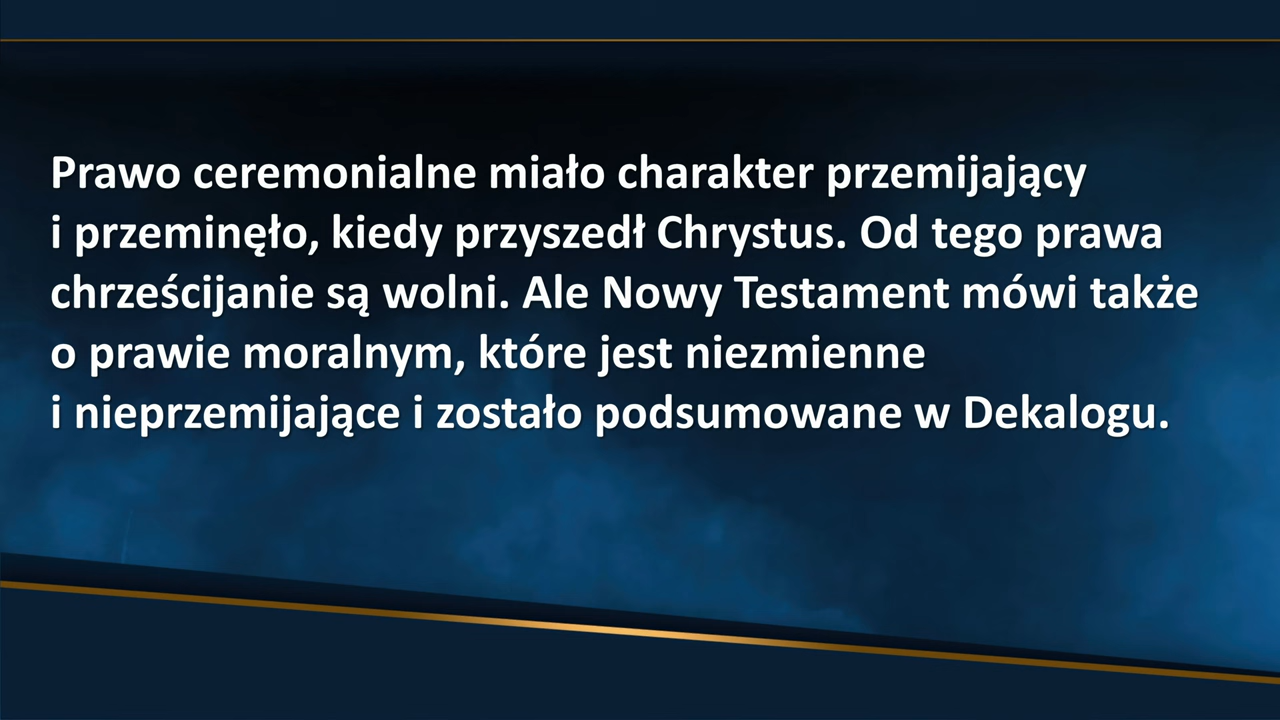 Prawo ceremonialne miało charakter przemijający
i przeminęło, kiedy przyszedł Chrystus. Od tego prawa
chrześcijanie są wolni. Ale Nowy Testament mówi także
o prawie moralnym, które jest niezmienne
i nieprzemijające i zostało podsumowane w Dekalogu.